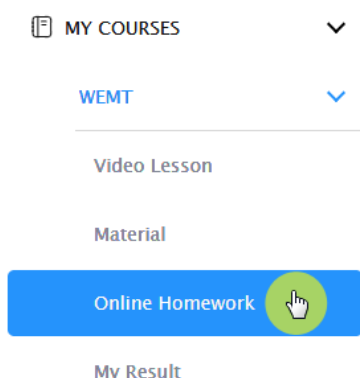 MY COURSES
WEMT
Video Lesson
Material
Online Homework
My Result